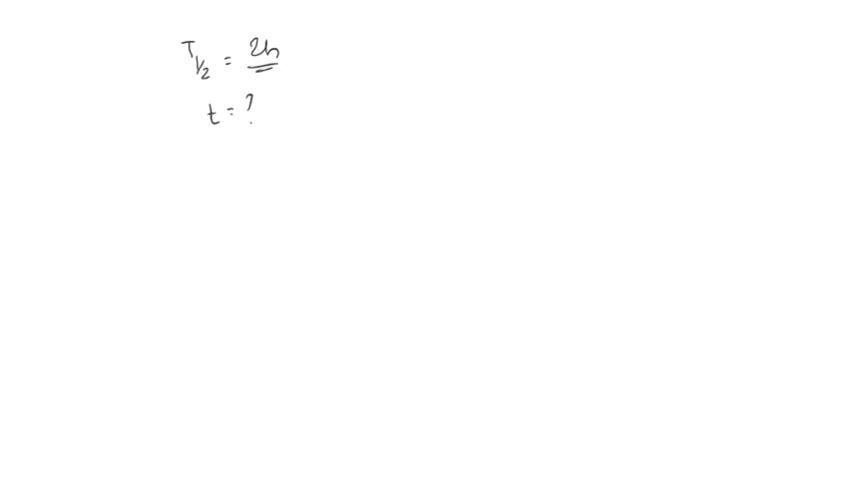 T1/2 = 2h
t = ?